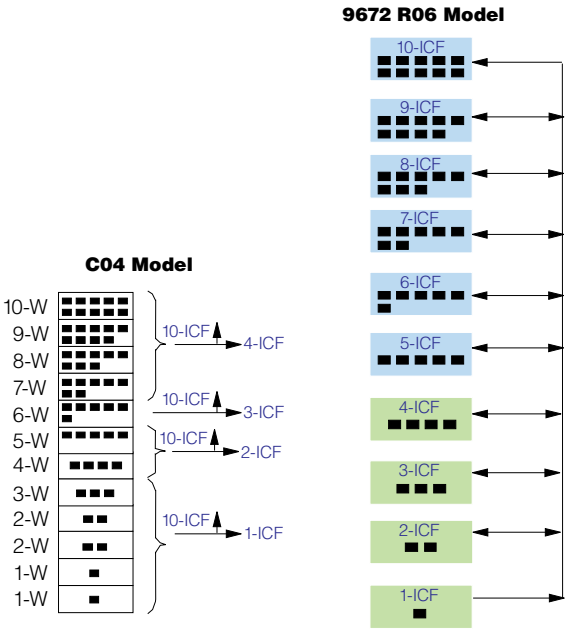 9672 R06 Model
10-ICF
9-ICF
8-ICF
7-ICF
6-ICF
5-ICF
4-ICF
3-ICF
2-ICF
1-ICF
C04 Model
10-W
9-W
8-W
7-W
6-W
5-W
4-W
3-W
2-W
2-W
1-W
1-W
10-ICF
4-ICF
10-ICF
3-ICF
10-ICF
2-ICF
10-ICF
1-ICF